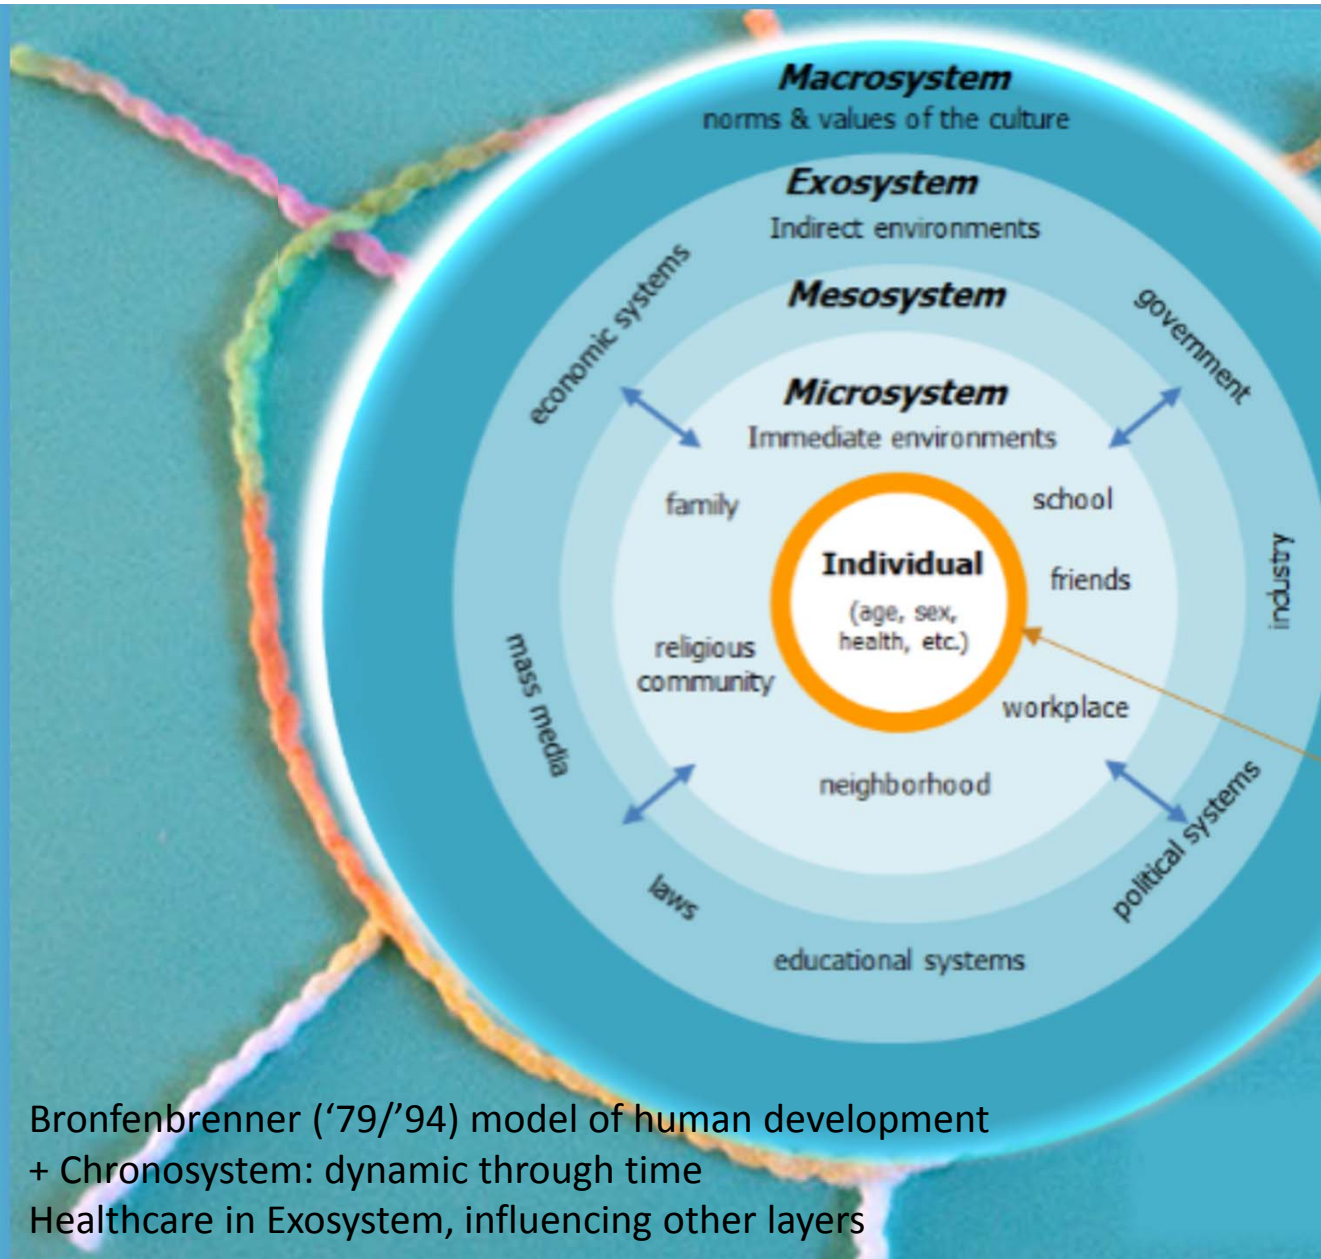 Macrosystem
norms & values of the culture
Exosystem
Indirect environments
economic systems
government
Mesosystem
Microsystem
Immediate environments
family
school
Individual
(age, sex,
health, etc.)
friends
industry
religious
community
mass media
workplace
neighborhood
political systems
laws
educational systems
Bronfenbrenner (‘79/’94) model of human development
+ Chronosystem: dynamic through time
Healthcare in Exosystem, influencing other layers